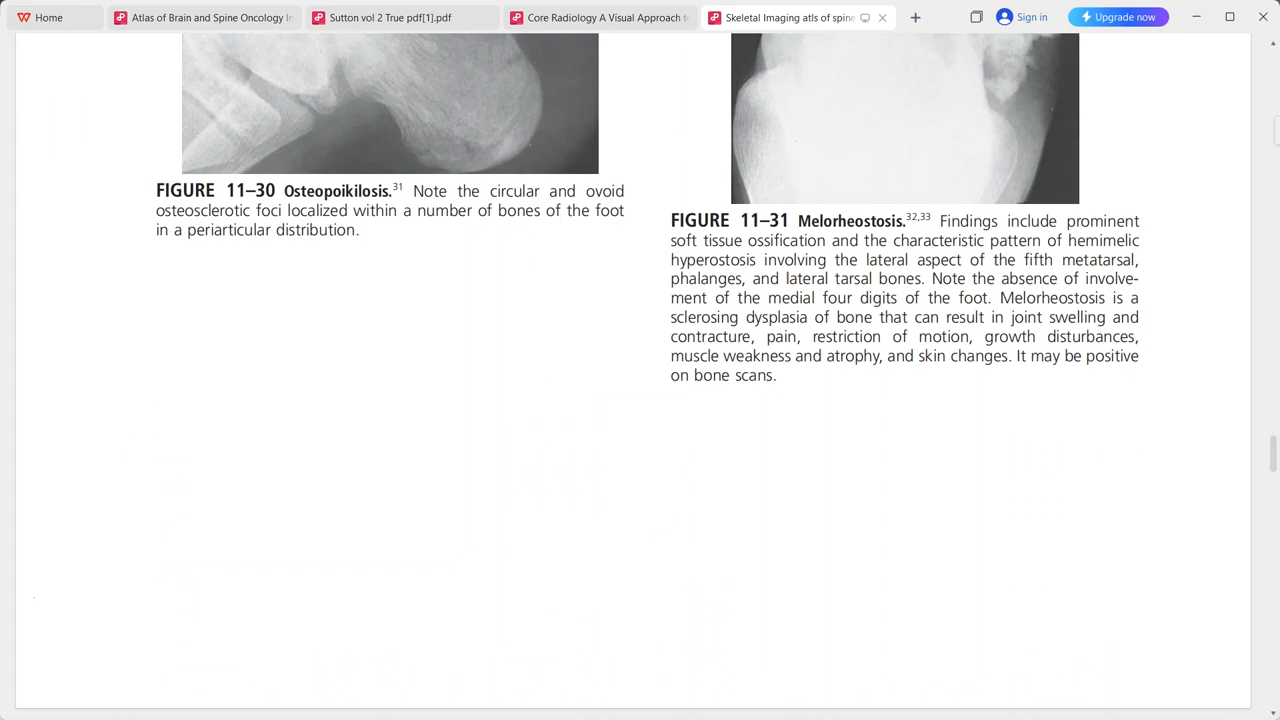 Home
Atlas of Brain and Spine Oncology I
Sutton vol 2 True pdf[1].pdf
Core Radiology A Visual Approach to
Skeletal Imaging atls of spine
Sign in
Upgrade now
FIGURE 11–30 Osteopoikilosis.31 Note the circular and ovoid
osteosclerotic foci localized within a number of bones of the foot
in a periarticular distribution.
FIGURE 11–31 Melorheostosis.32,33 Findings include prominent
soft tissue ossification and the characteristic pattern of hemimelic
hyperostosis involving the lateral aspect of the fifth metatarsal,
phalanges, and lateral tarsal bones. Note the absence of involve-
ment of the medial four digits of the foot. Melorheostosis is a
sclerosing dysplasia of bone that can result in joint swelling and
contracture, pain, restriction of motion, growth disturbances,
muscle weakness and atrophy, and skin changes. It may be positive
on bone scans.